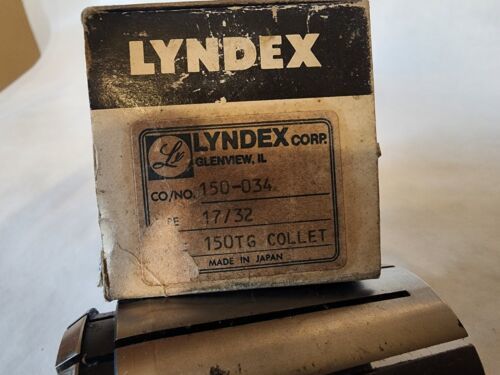 LYNDEX
LYNDEX CORP.
GLENVIEW, IL
CO/NO. 150-034
17/32
150TG COLLET
MADE IN JAPAN